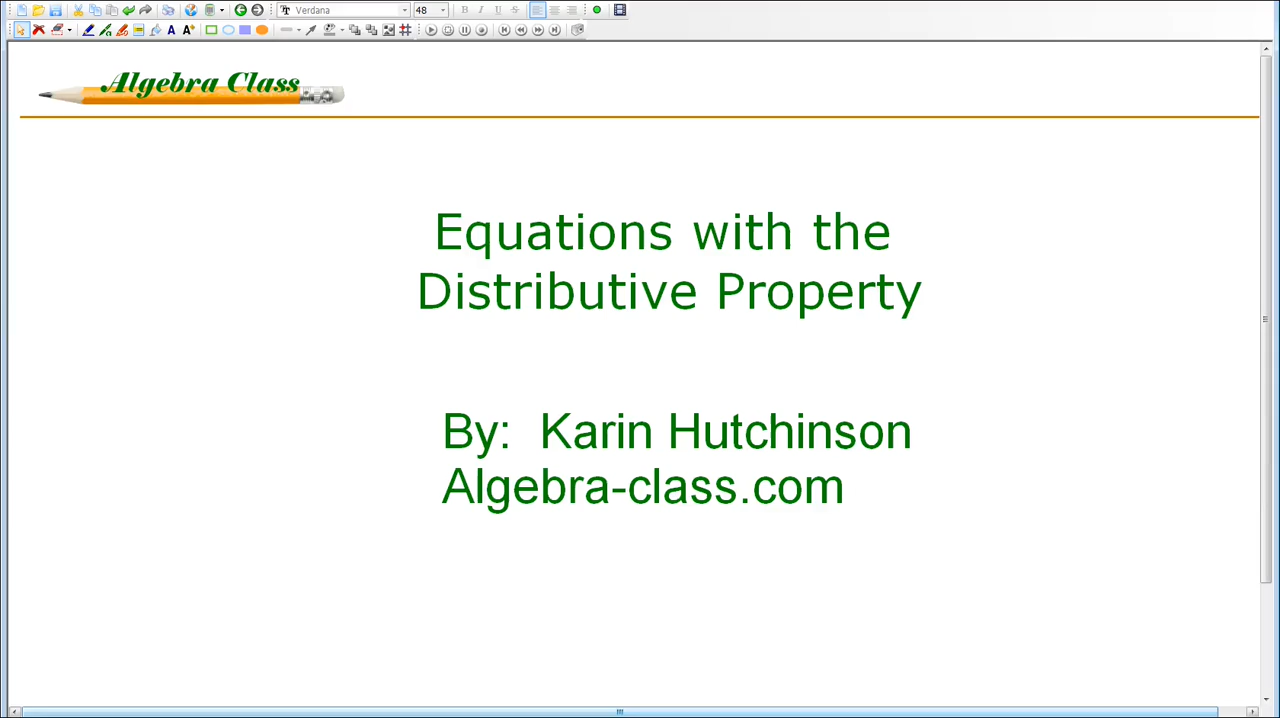 Verdana
48
Algebra Class
Equations with the
Distributive Property
By: Karin Hutchinson
Algebra-class.com